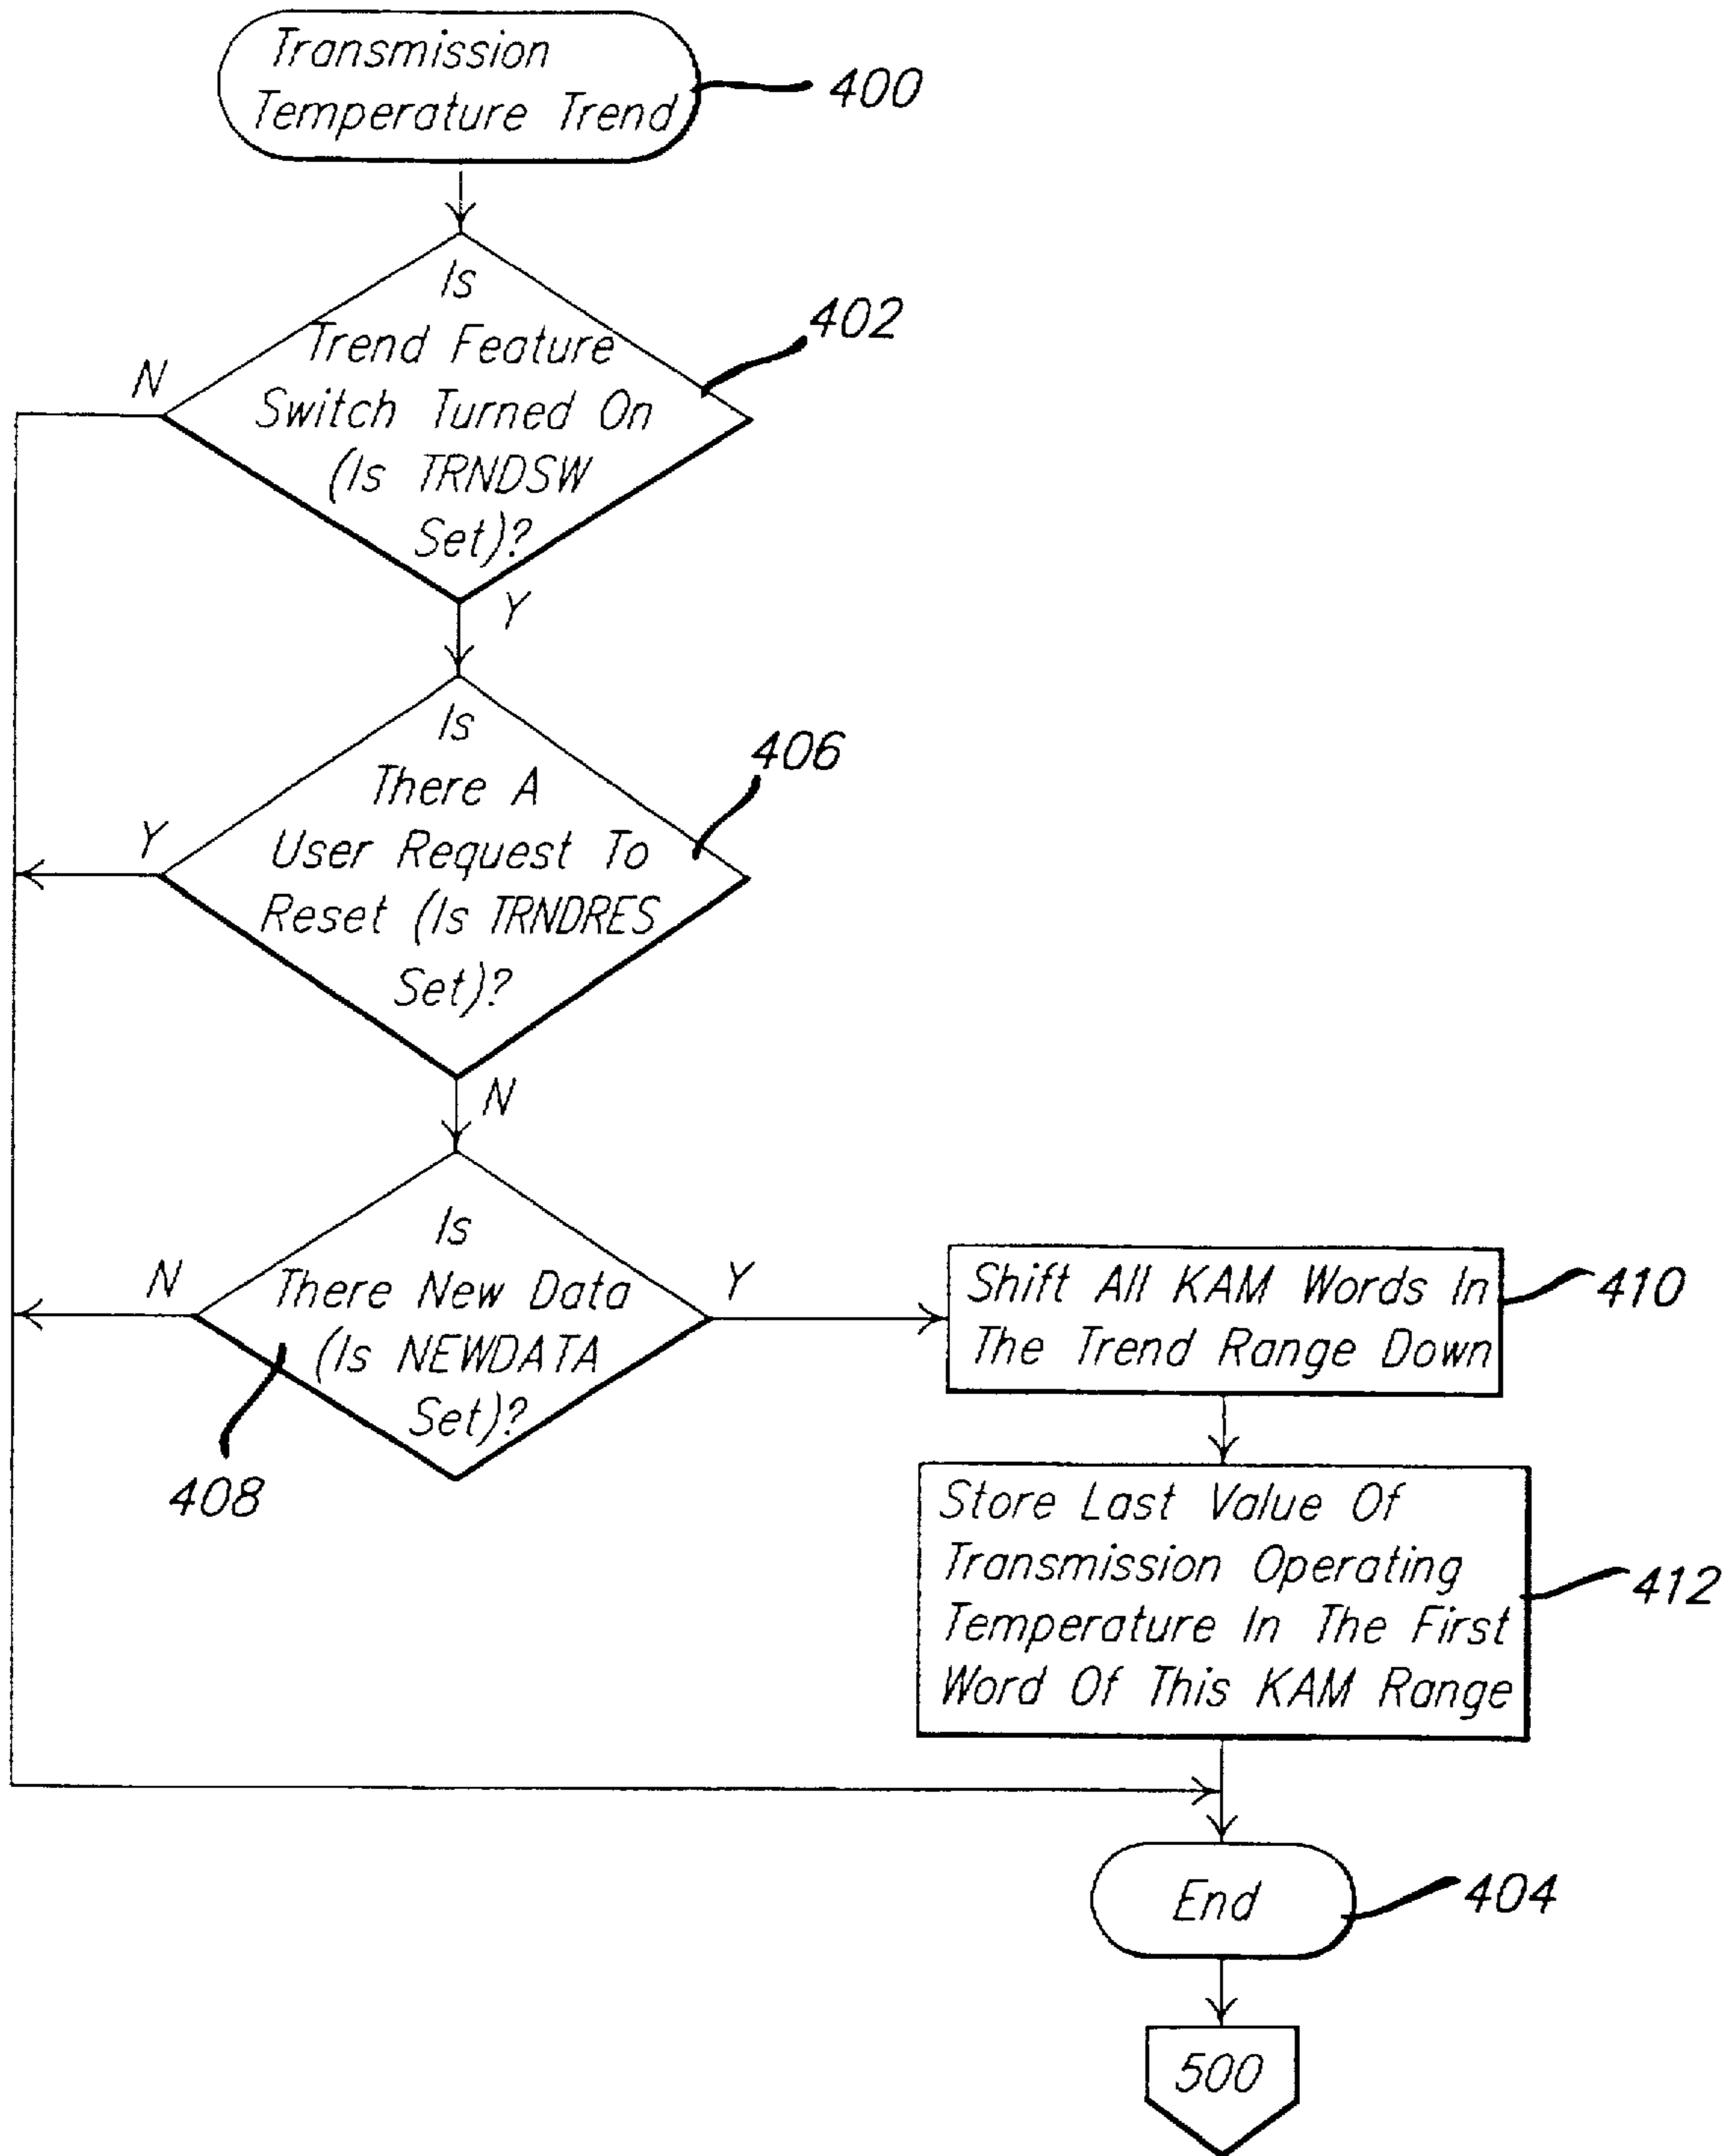 Transmission
Temperature Trend
400
Is
Trend Feature
Switch Turned On
(Is TRNDSW
Set)?
402
N
Y
Is
There A
User Request To
Reset (Is TRNDRES
Set)?
406
Y
N
Is
There New Data
(Is NEWDATA
Set)?
408
N
Y
Shift All KAM Words In
The Trend Range Down
410
Store Last Value Of
Transmission Operating
Temperature In The First
Word Of This KAM Range
412
End
404
500